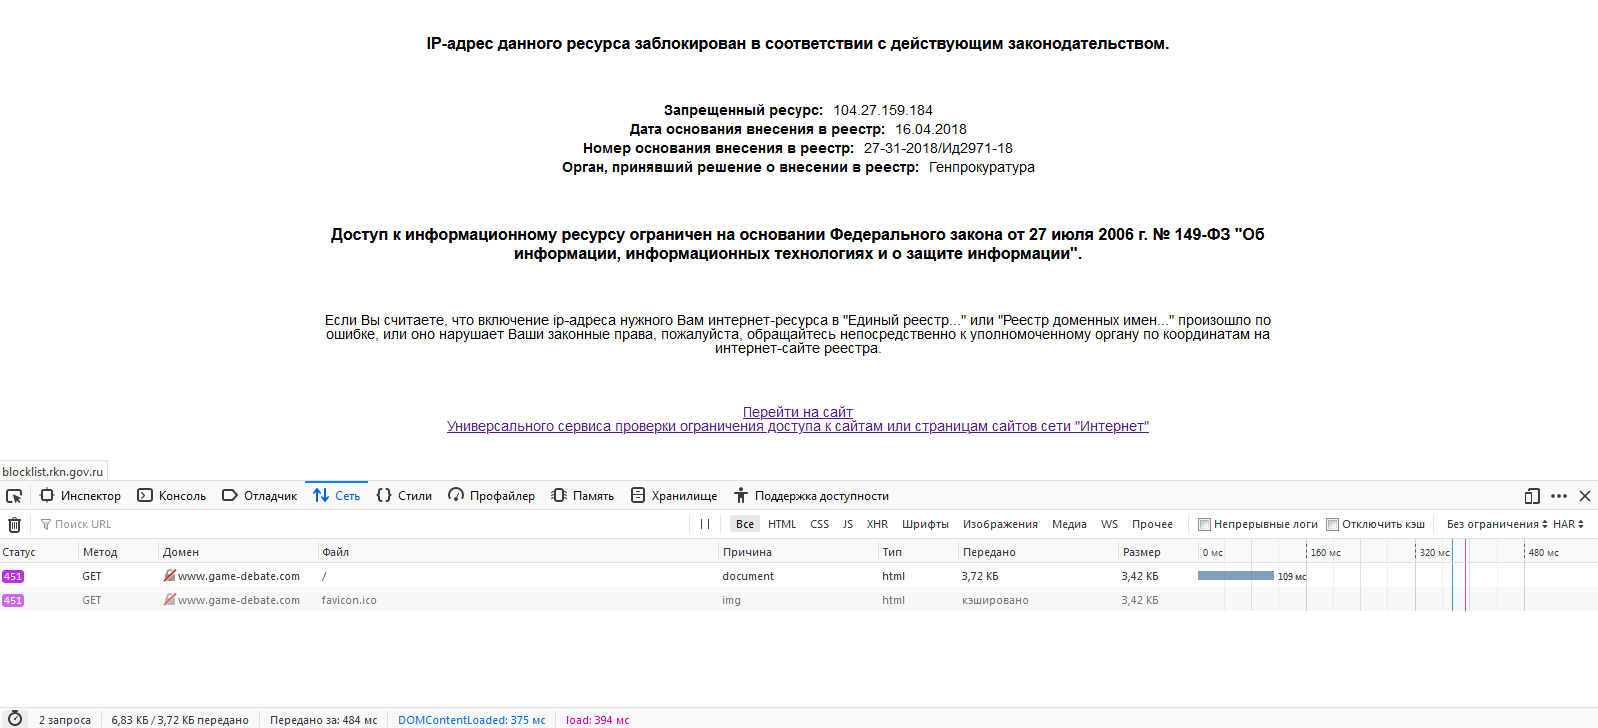 IP-адрес данного ресурса заблокирован в соответствии с действующим законодательством.
Запрещенный ресурс: 104.27.159.184
Дата основания внесения в реестр: 16.04.2018
Номер основания внесения в реестр: 27-31-2018/Ид2971-18
Орган, принявший решение о внесении в реестр: Генпрокуратура
Доступ к информационному ресурсу ограничен на основании Федерального закона от 27 июля 2006 г. № 149-ФЗ "Об
информации, информационных технологиях и о защите информации".
Если Вы считаете, что включение ip-адреса нужного Вам интернет-ресурса в "Единый реестр..." или "Реестр доменных имен..." произошло по
ошибке, или оно нарушает Ваши законные права, пожалуйста, обращайтесь непосредственно к уполномоченному органу по координатам на
интернет-сайте реестра.
Перейти на сайт
Универсального сервиса проверки ограничения доступа к сайтам или страницам сайтов сети "Интернет"
blocklist.rkn.gov.ru
Инспектор Консоль Отладчик Сеть Стили Профайлер Память Хранилище Поддержка доступности
Поиск URL Все HTML CSS JS XHR Шрифты Изображения Медиа WS Прочее Непрерывные логи Отключить кэш Без ограничения HAR
Статус Метод Домен Файл Причина Тип Передано Размер 0 мс 160 мс 320 мс 480 мс
451 GET www.game-debate.com / document html 3,72 КБ 3,42 КБ 109 мс
451 GET www.game-debate.com favicon.ico img html кэшировано 3,42 КБ
2 запроса 6,83 КБ / 3,72 КБ передано Передано за: 484 мс DOMContentLoaded: 375 мс load: 394 мс